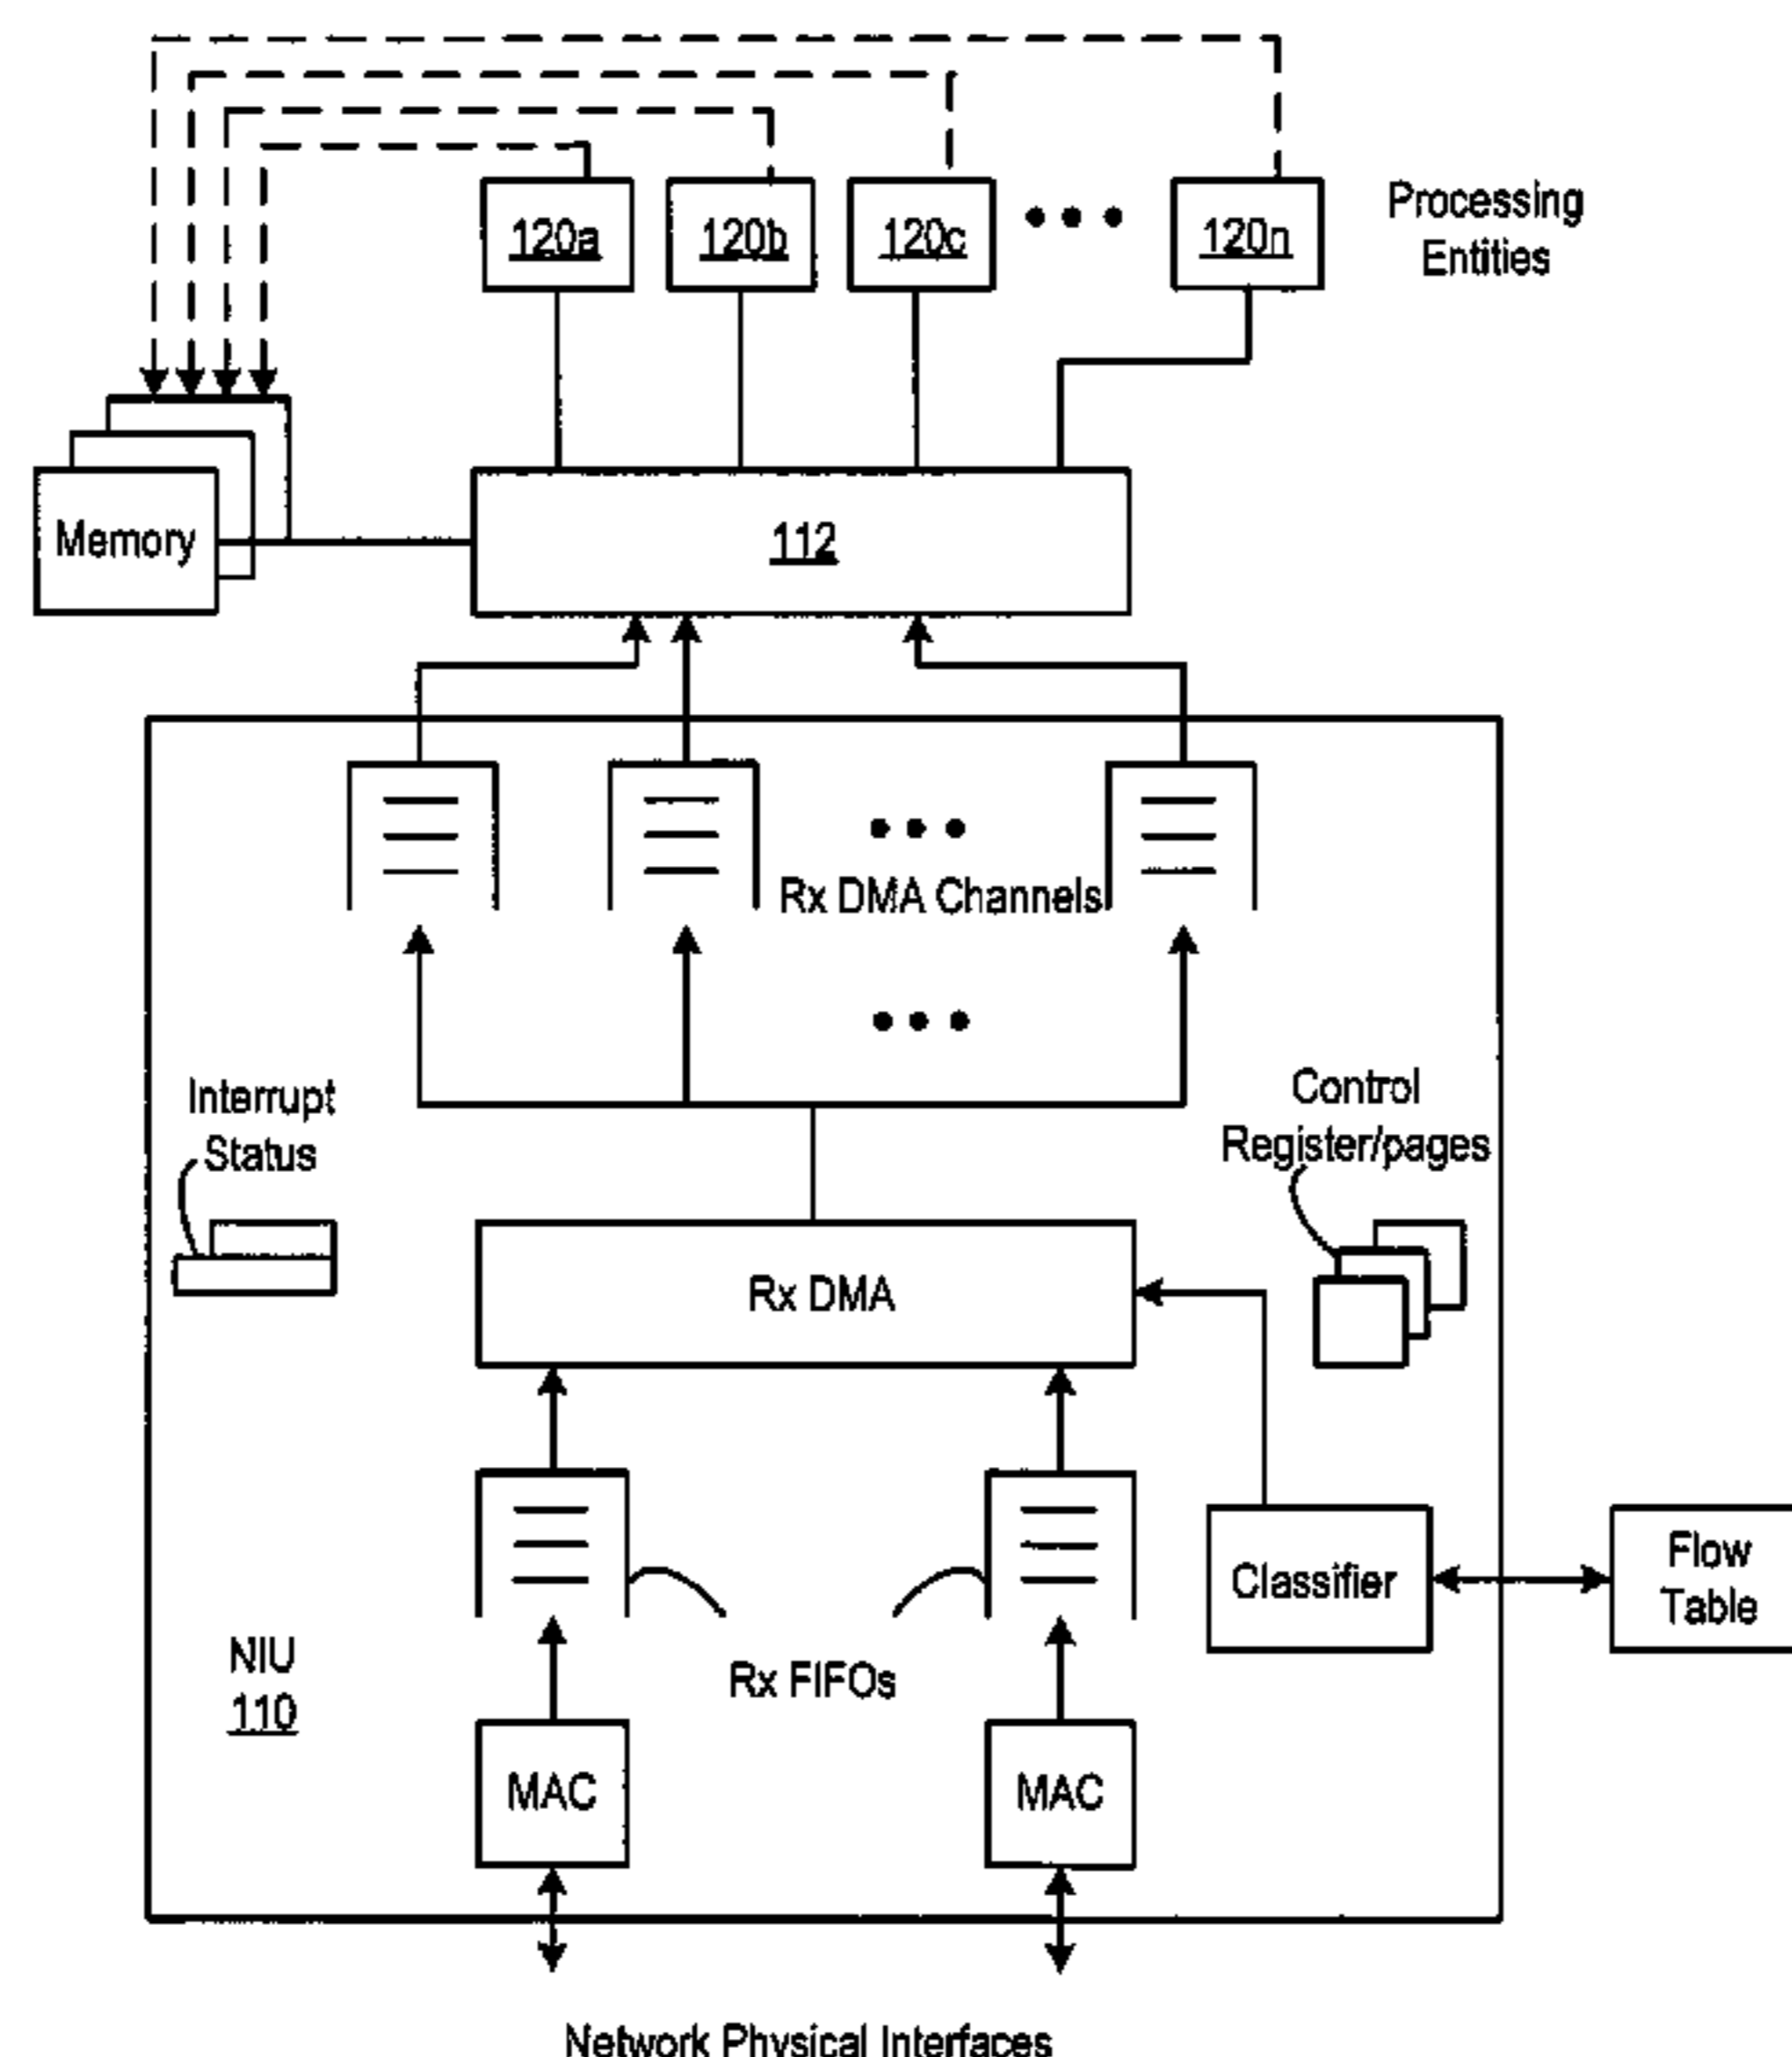 120a
120b
120c
120n
Processing
Entities
Memory
112
Rx DMA Channels
Interrupt
Status
Control
Register/pages
Rx DMA
Classifier
Flow
Table
NIU
110
Rx FIFOs
MAC
MAC
Network Physical Interfaces